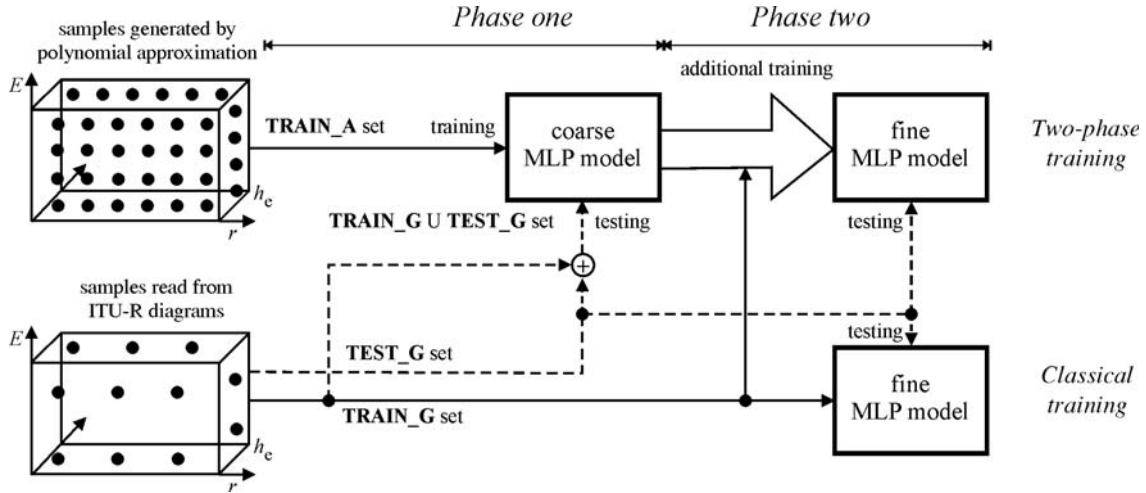 Phase one
Phase two
samples generated by
polynomial approximation
additional training
E
TRAIN_A set
training
coarse
MLP model
fine
MLP model
Two-phase
training
h_e
r
TRAIN_G U TEST_G set
testing
testing
+
samples read from
ITU-R diagrams
E
testing
TEST_G set
TRAIN_G set
fine
MLP model
Classical
training
h_e
r